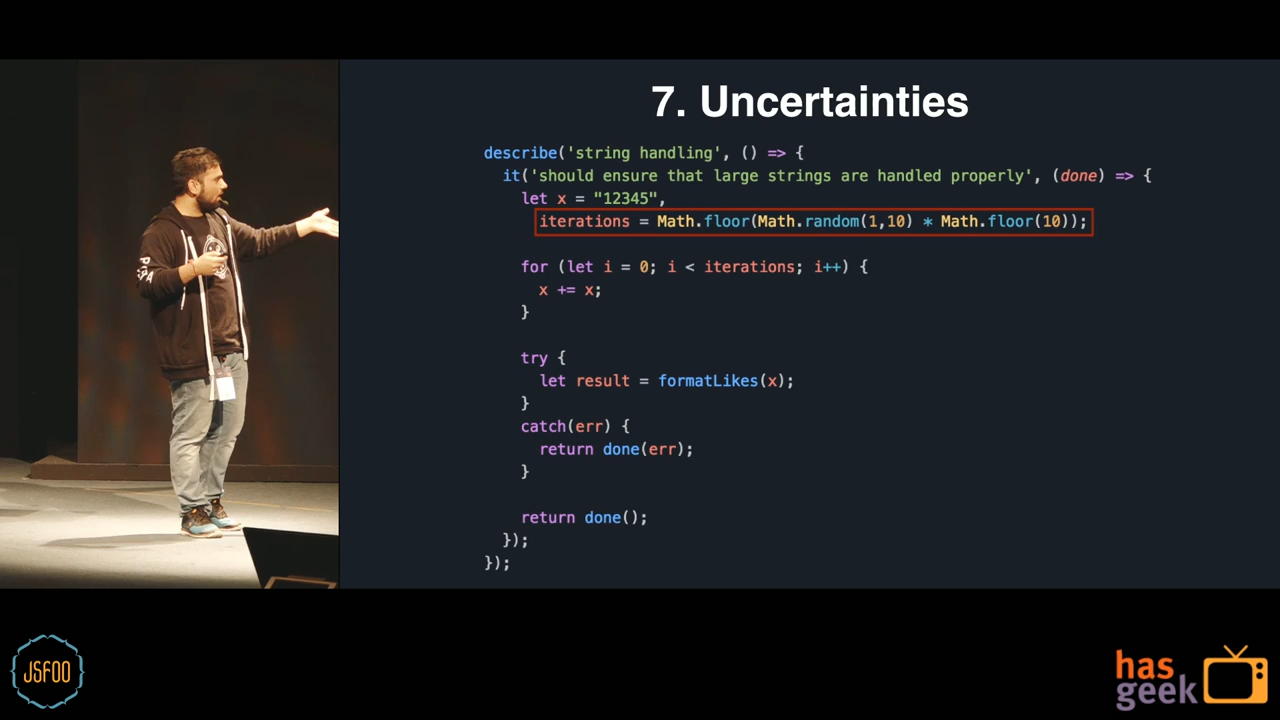 7. Uncertainties
describe('string handling', () => {
it('should ensure that large strings are handled properly', (done) => {
let x = "12345",
iterations = Math.floor(Math.random(1,10) * Math.floor(10));
for (let i = 0; i < iterations; i++) {
x += x;
}
try {
let result = formatLikes(x);
}
catch(err) {
return done(err);
}
return done();
});
});
JSFOO
has
geek